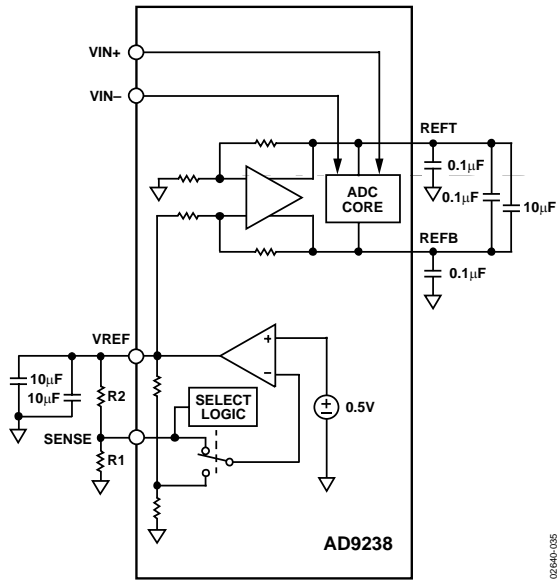 VIN+
VIN–
REFT
0.1µF
ADC
CORE
0.1µF
10µF
REFB
0.1µF
VREF
+
–
10µF
10µF
R2
SELECT
LOGIC
0.5V
+
–
SENSE
R1
AD9238
02640-035